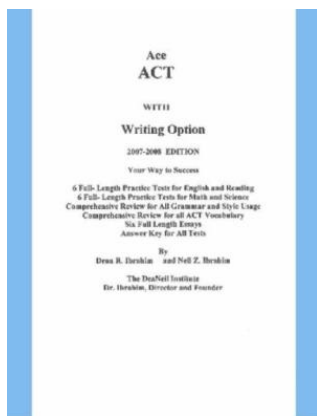 Ace
ACT
WITH
Writing Option
2007-2008 EDITION
Your Way to Success
6 Full- Length Practice Tests for English and Reading
6 Full- Length Practice Tests for Math and Science
Comprehensive Review for All Grammar and Style Usage
Comprehensive Review for all ACT Vocabulary
Six Full Length Essays
Answer Key for All Tests
By
Dean R. Ibrahim and Nell Z. Ibrahim
The DeaNell Institute
Dr. Ibrahim, Director and Founder